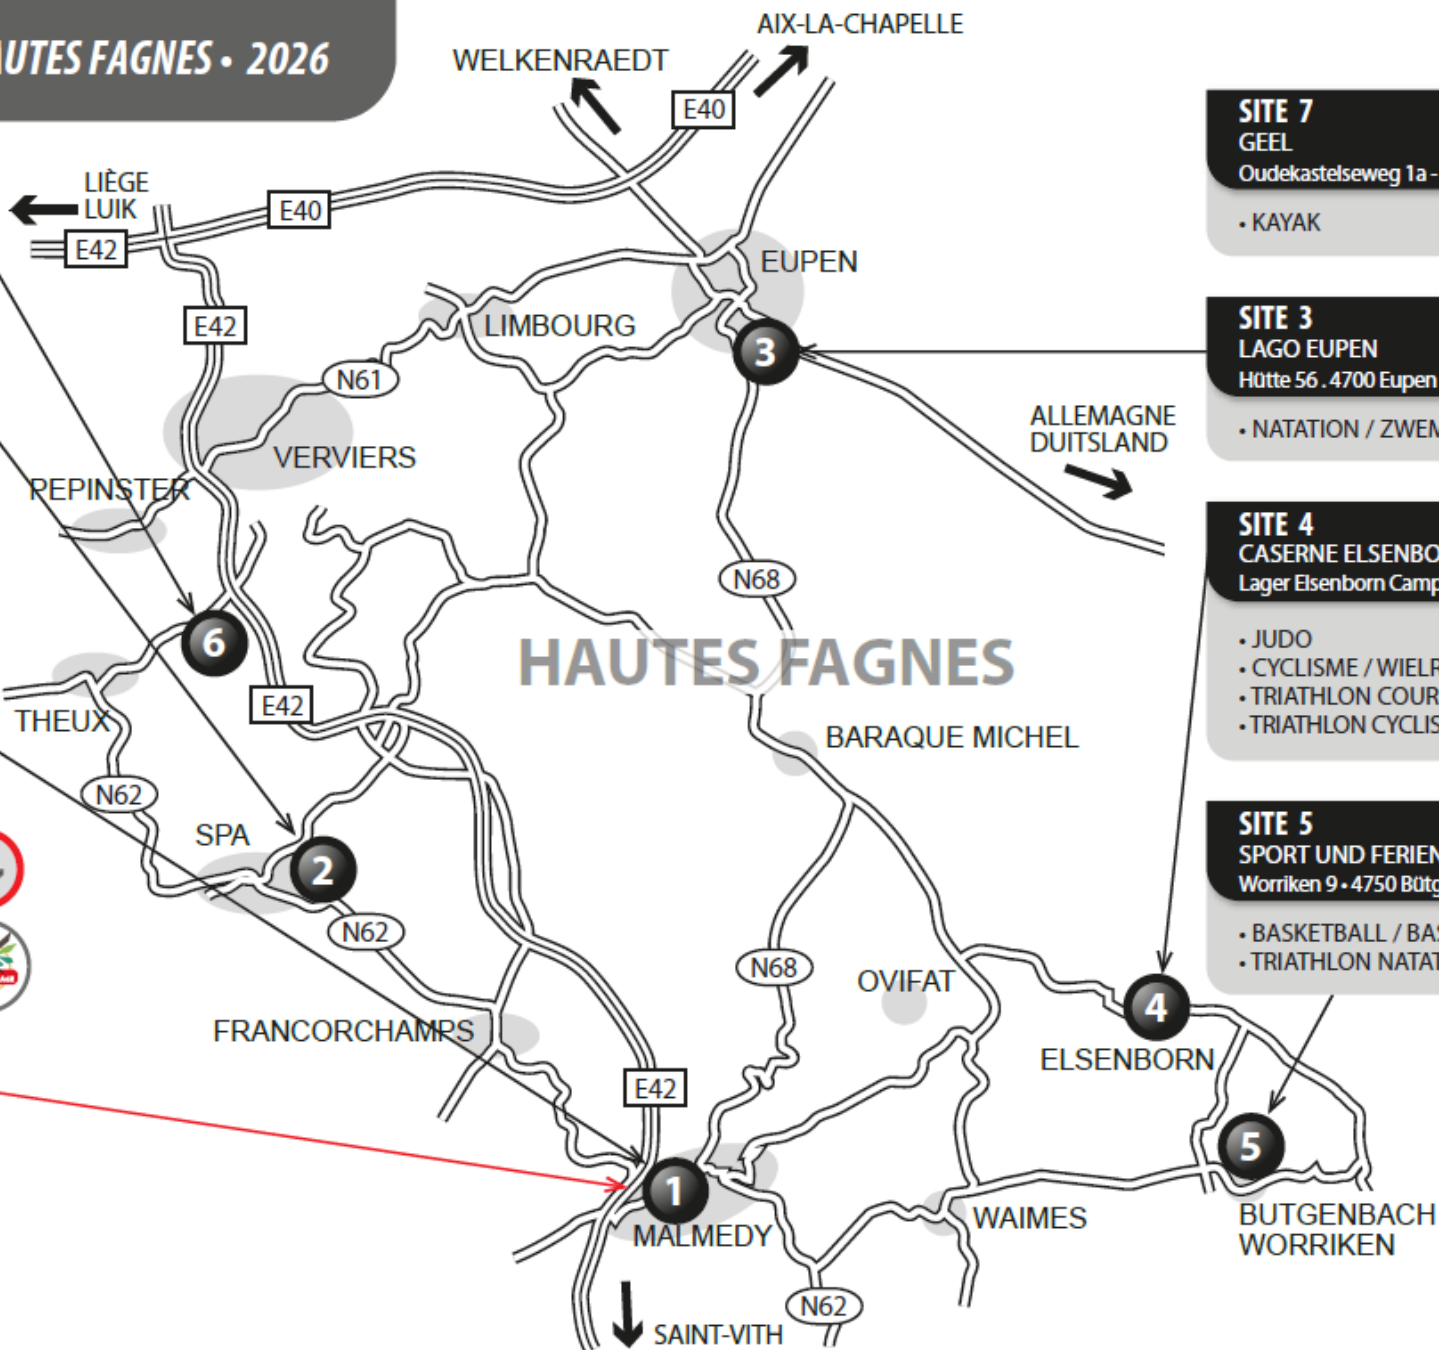 AUTES FAGNES • 2026
AIX-LA-CHAPELLE
WELKENRAEDT
E40
LIÈGE
LUIK
E40
E42
E42
EUPEN
LIMBOURG
3
N61
VERVIERS
PEPINSTER
ALLEMAGNE
DUITSLAND
N68
6
HAUTES FAGNES
E42
THEUX
BARAQUE MICHEL
N62
SPA
2
N62
N68
OVIFAT
4
FRANCORCHAMPS
ELSENBORN
E42
5
1
MALMEDY
WAIMES
BUTGENBACH
WORRIKEN
N62
SAINT-VITH
SITE 7
GEEL
Oudekastelseweg 1a -
• KAYAK
SITE 3
LAGO EUPEN
Hütte 56 . 4700 Eupen
• NATATION / ZWEM
SITE 4
CASERNE ELSENBO
Lager Elsenborn Camp
• JUDO
• CYCLISME / WIELR
• TRIATHLON COUR
• TRIATHLON CYCLIS
SITE 5
SPORT UND FERIEN
Worriken 9 • 4750 Bütg
• BASKETBALL / BAS
• TRIATHLON NATAT